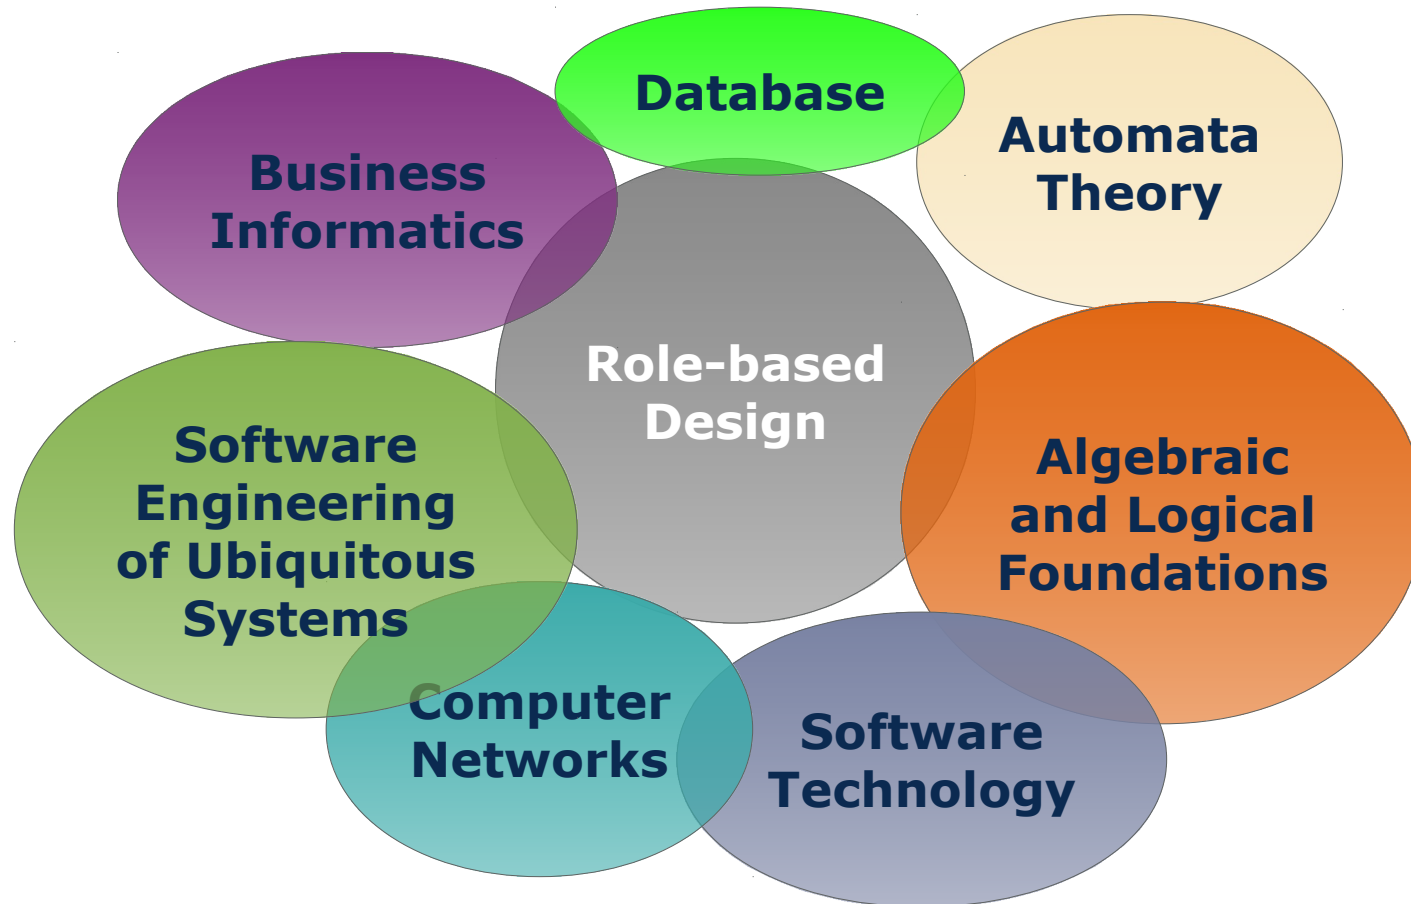 Database
Automata
Theory
Business
Informatics
Role-based
Design
Software
Engineering
of Ubiquitous
Systems
Algebraic
and Logical
Foundations
Computer
Networks
Software
Technology